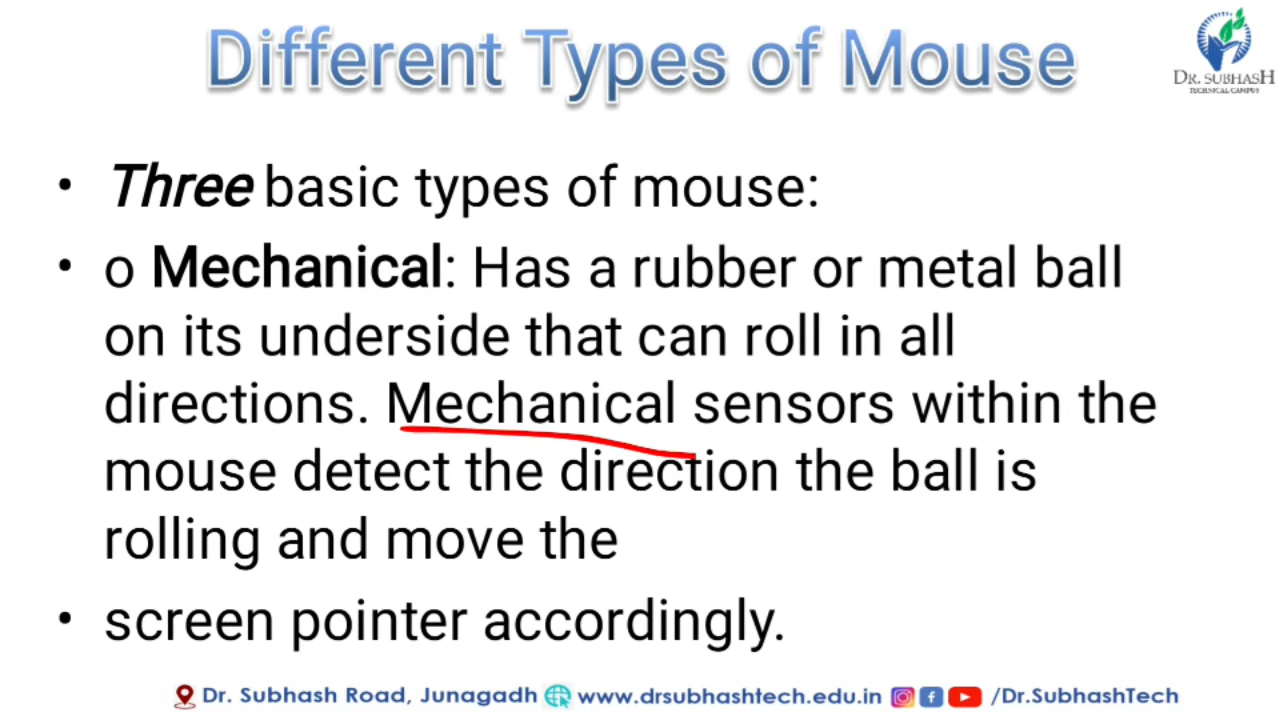 Different Types of Mouse
DR. SUBHASH
TECHNICAL CAMPUS
• Three basic types of mouse:
• o Mechanical: Has a rubber or metal ball
on its underside that can roll in all
directions. Mechanical sensors within the
mouse detect the direction the ball is
rolling and move the
• screen pointer accordingly.
Dr. Subhash Road, Junagadh www.drsubhashtech.edu.in /Dr.SubhashTech